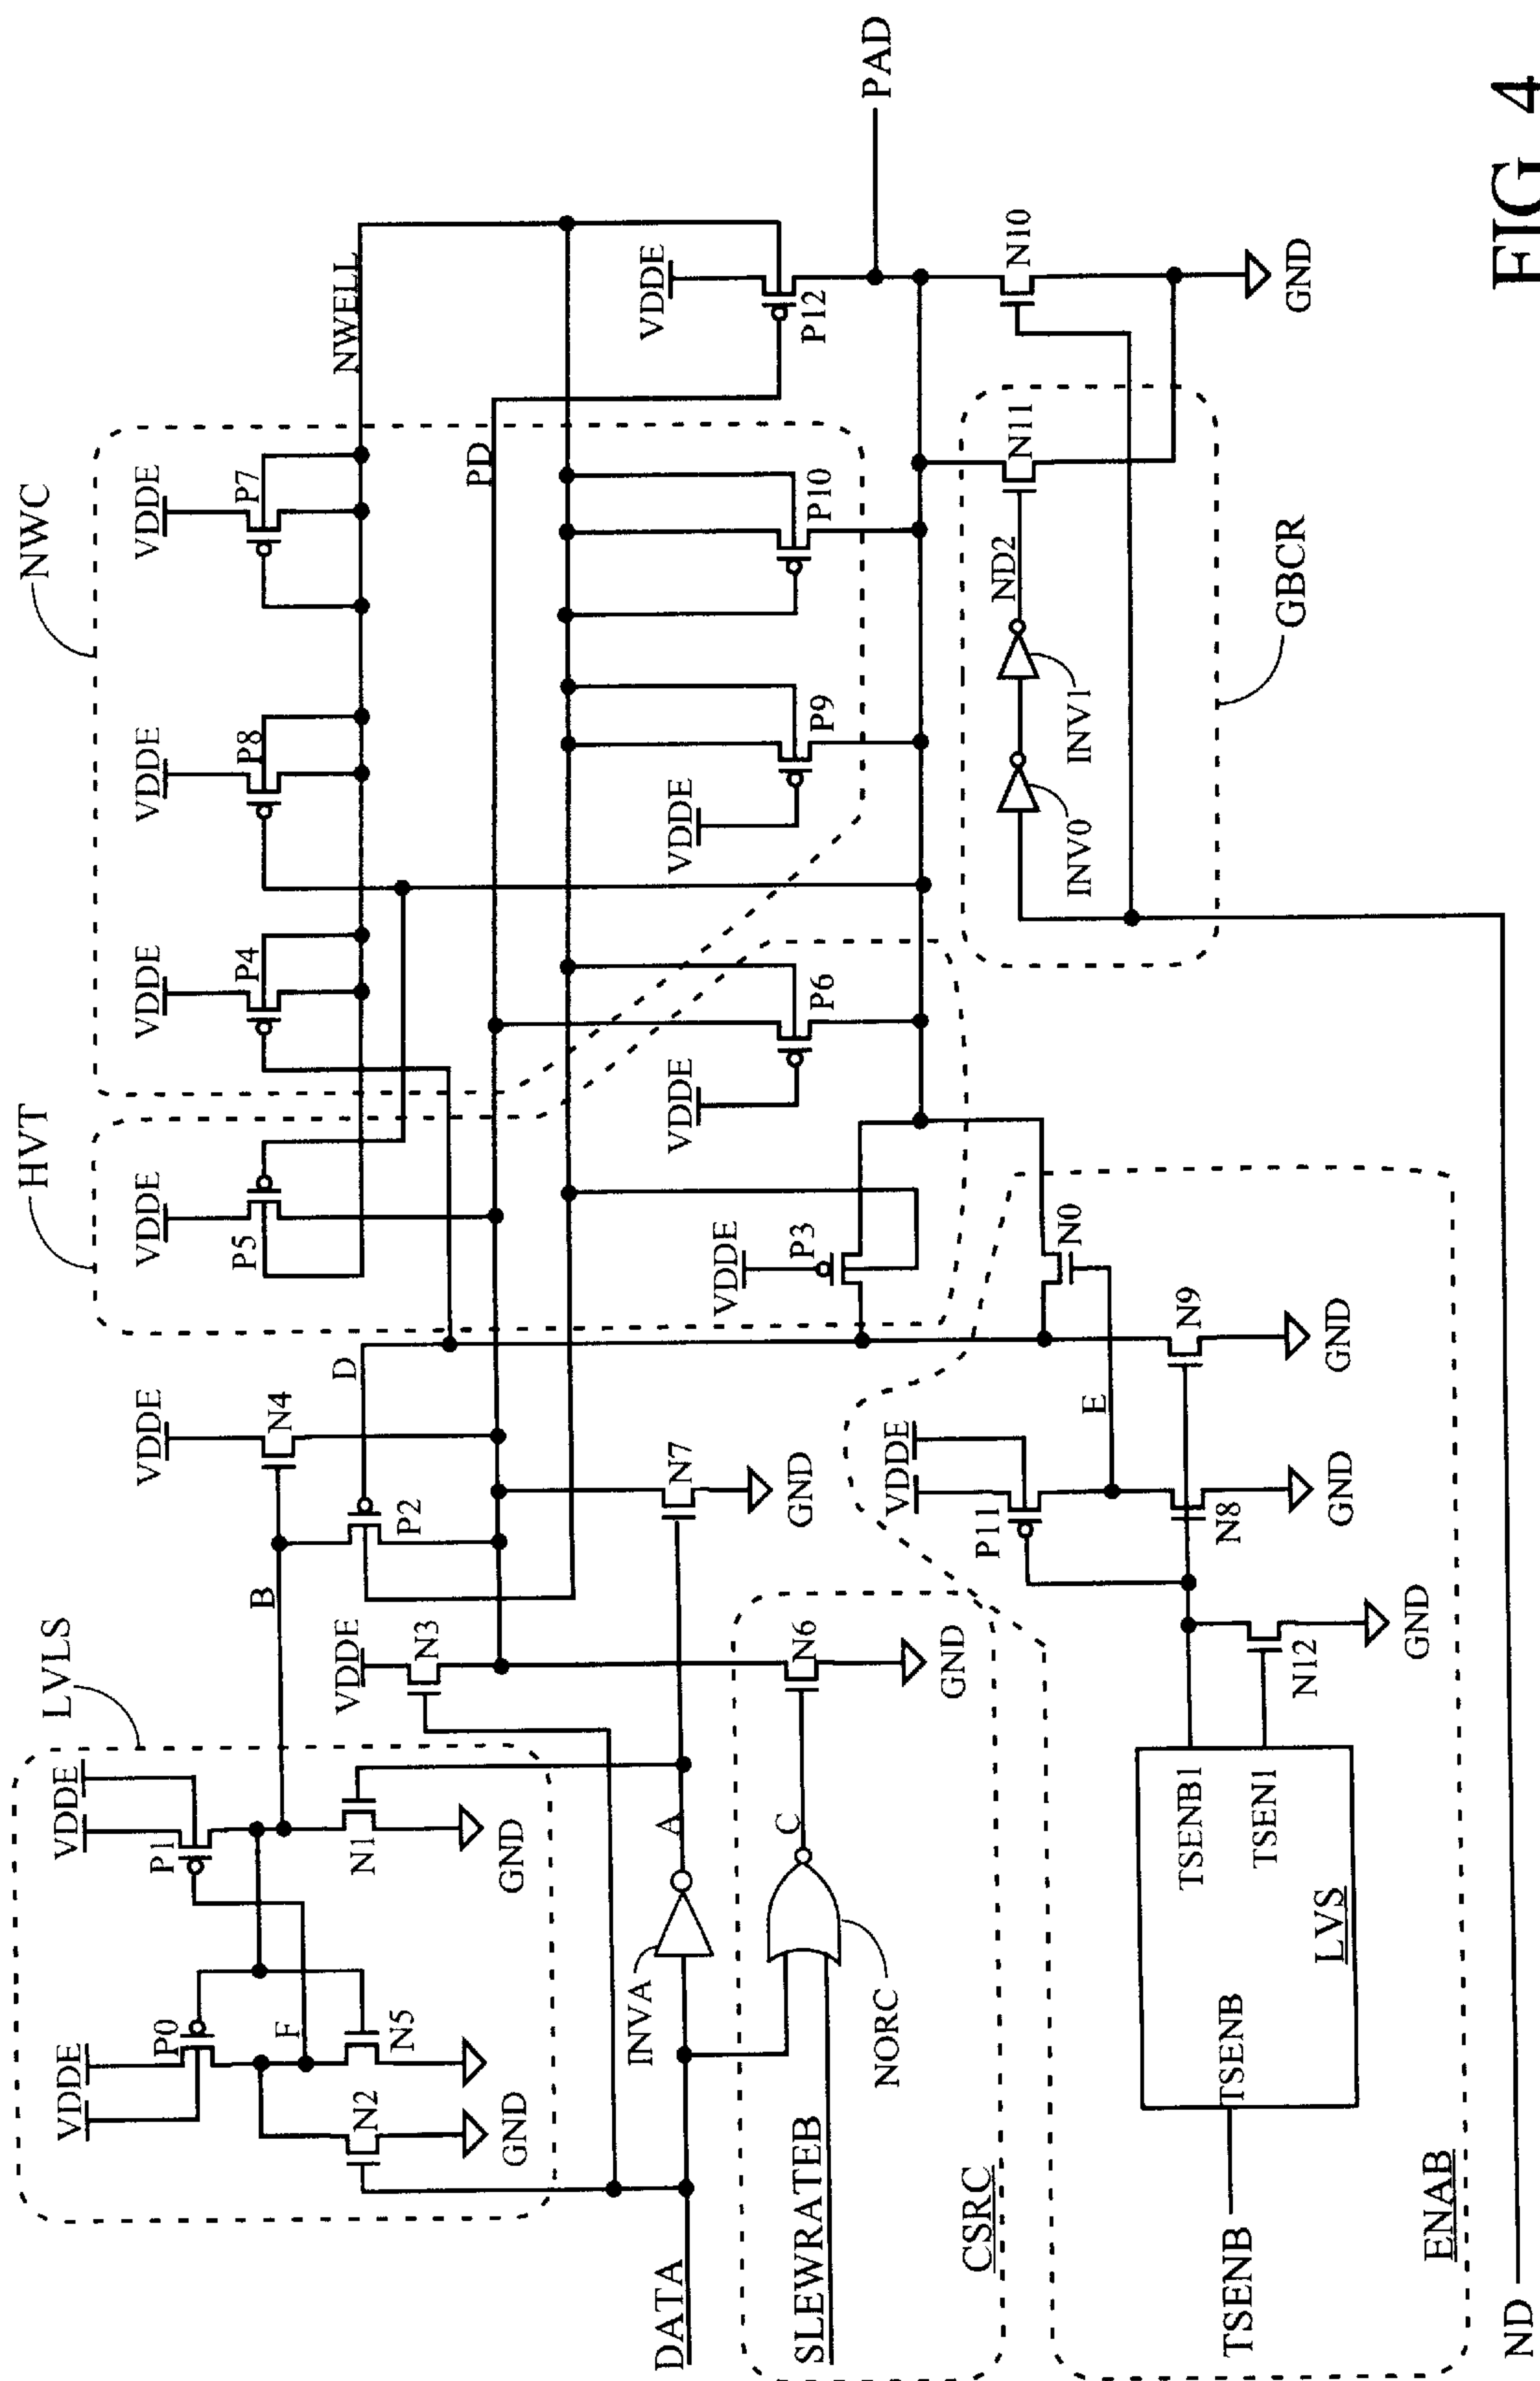 HVT
NWC
VDDE
VDDE
VDDE
VDDE
P5
P4
P8
P7
NWELL
LVLS
VDDE
VDDE
VDDE
P0
P1
F
N2
N5
N1
GND
GND
B
VDDE
N4
D
P2
VDDE
N3
PD
VDDE
P12
PAD
VDDE
P3
VDDE
P6
VDDE
P9
P10
DATA
INVA
A
N7
GND
SLEWRATEB
NORC
C
N6
GND
CSRC
VDDE
P11
E
N0
N8
GND
N9
GND
ND2
N11
N10
INV0
INV1
GND
GBCR
TSENB
TSENB
TSENB1
TSEN1
LVS
N12
GND
ENAB
ND
FIG 4